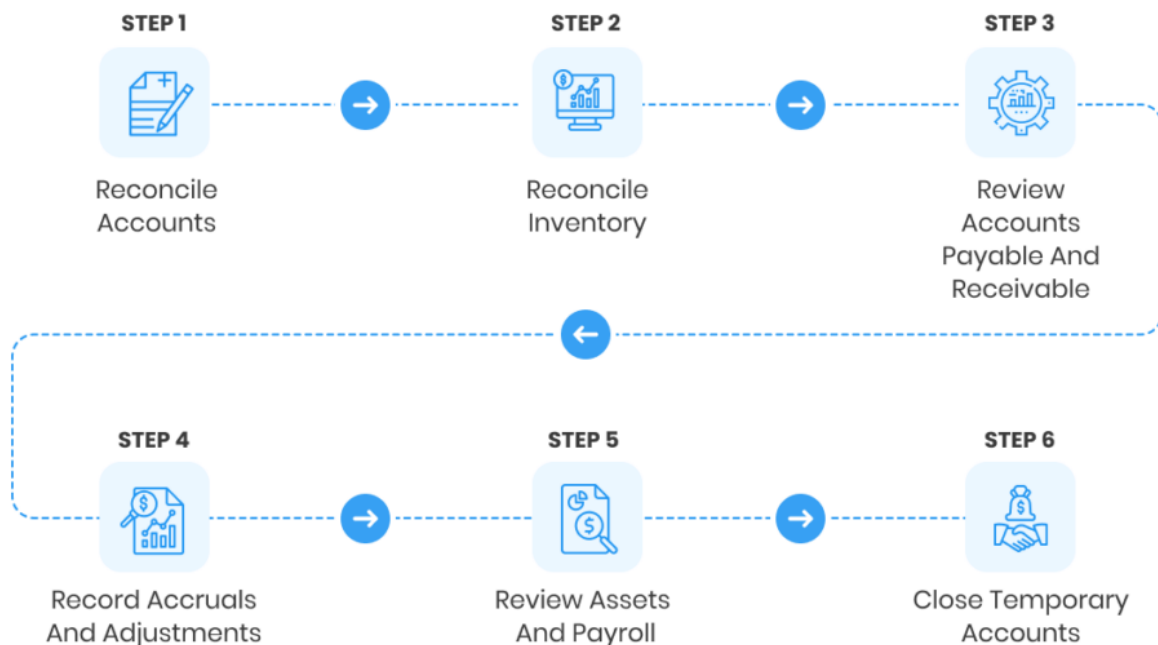 STEP 1
Reconcile
Accounts
STEP 2
Reconcile
Inventory
STEP 3
Review
Accounts
Payable And
Receivable
STEP 4
Record Accruals
And Adjustments
STEP 5
Review Assets
And Payroll
STEP 6
Close Temporary
Accounts